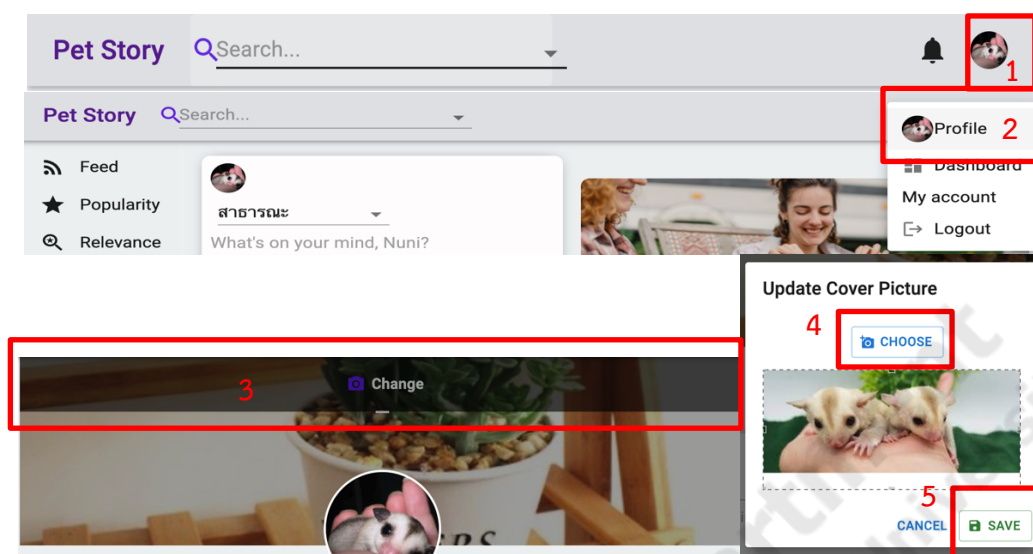 Pet Story Search...
1
Pet Story Search...
Profile 2
Feed
Dashboard
Popularity
สาธารณะ
My account
Relevance
What's on your mind, Nuni?
Logout
Update Cover Picture
4
CHOOSE
3
Change
5
CANCEL SAVE